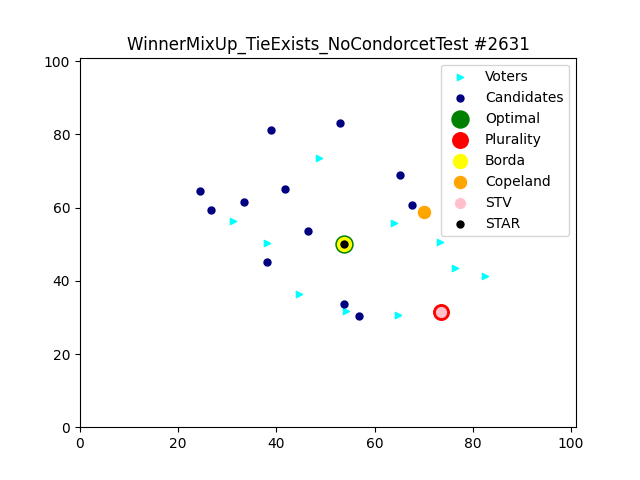 WinnerMixUp_TieExists_NoCondorcetTest #2631
100
80
60
40
20
0
0
20
40
60
80
100
Voters
Candidates
Optimal
Plurality
Borda
Copeland
STV
STAR